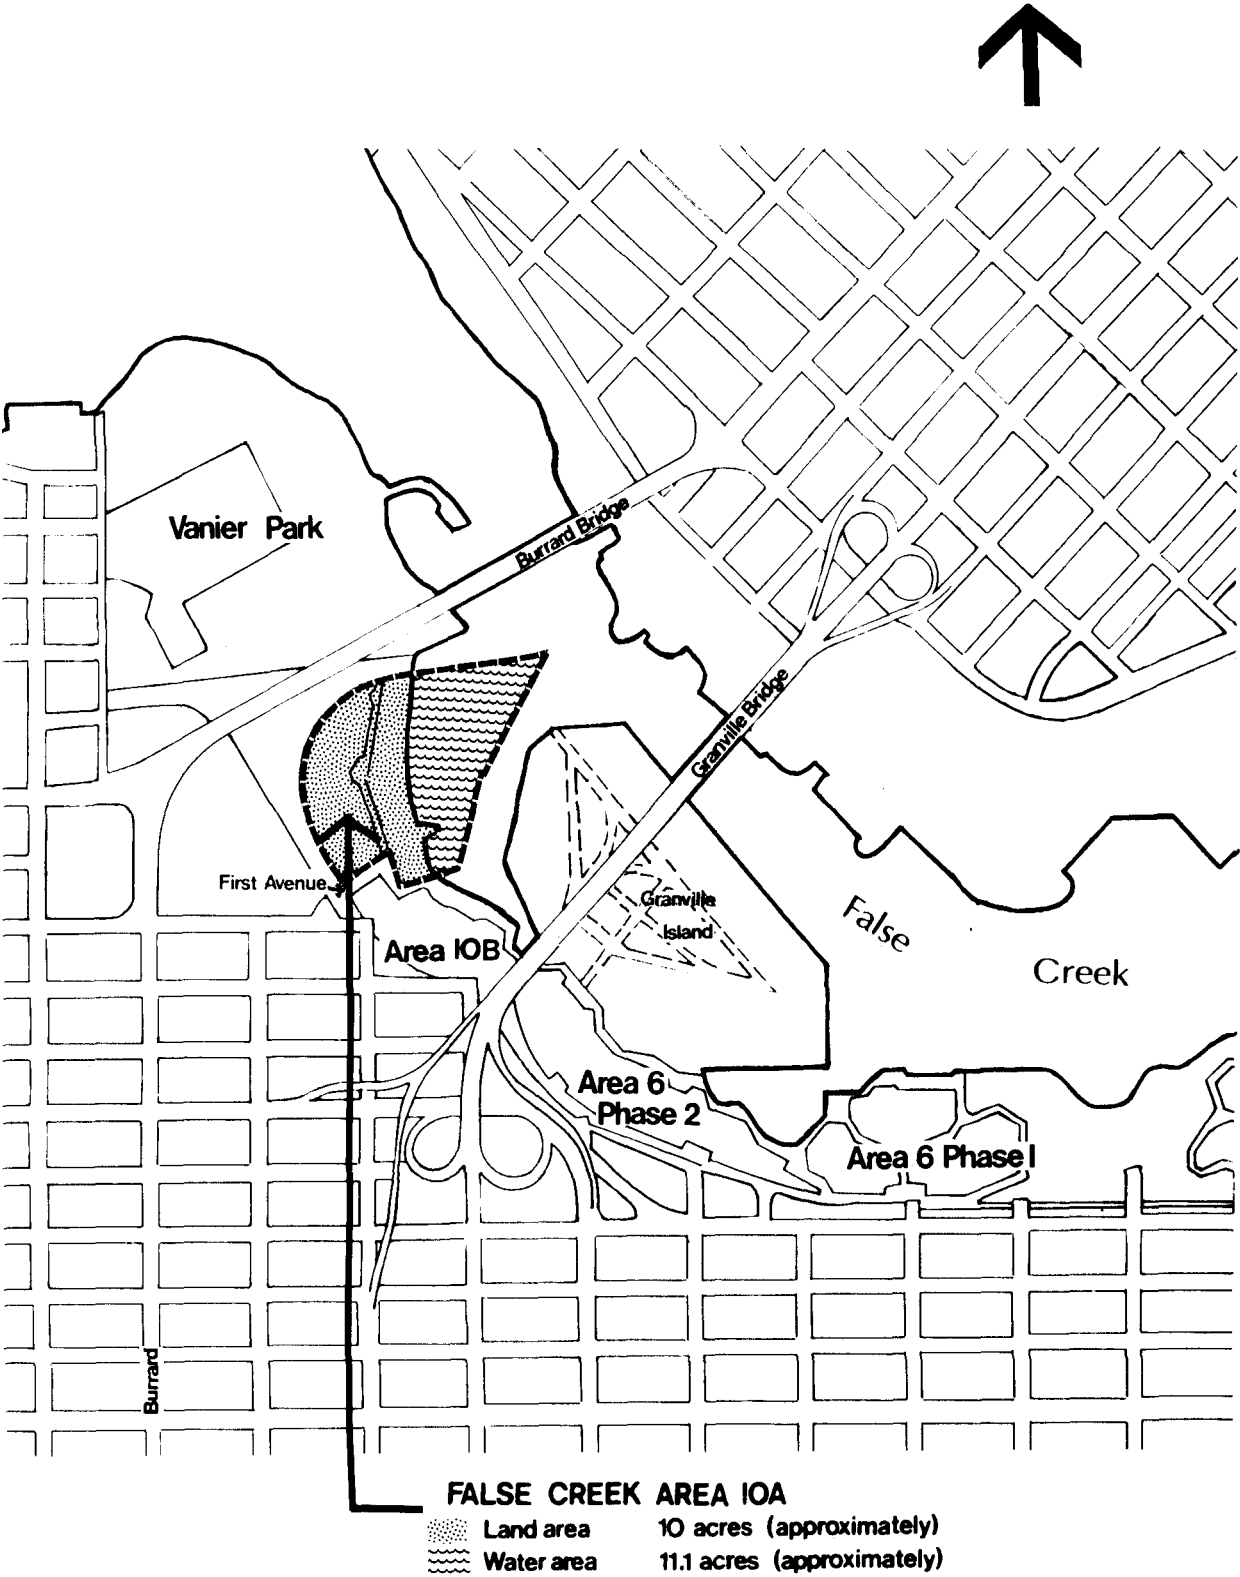 Vanier Park
Burrard Bridge
Granville Bridge
First Avenue
Granville
Island
False
Creek
Area 10B
Area 6
Phase 2
Area 6 Phase 1
Burrard
FALSE CREEK AREA 10A
Land area 10 acres (approximately)
Water area 11.1 acres (approximately)